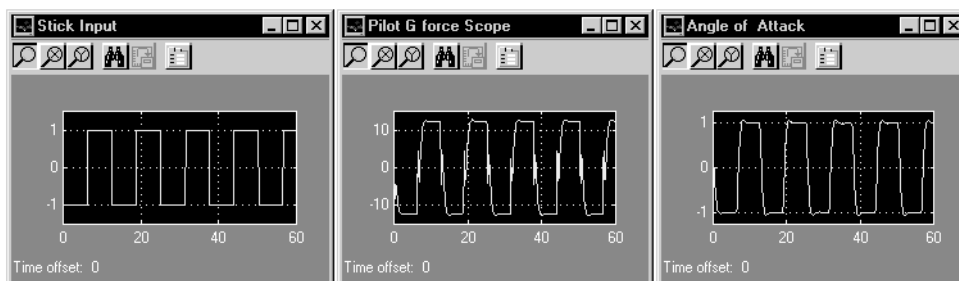 Stick Input
1
0
-1
0 20 40 60
Time offset: 0
Pilot G force Scope
10
0
-10
0 20 40 60
Time offset: 0
Angle of Attack
1
0
-1
0 20 40 60
Time offset: 0